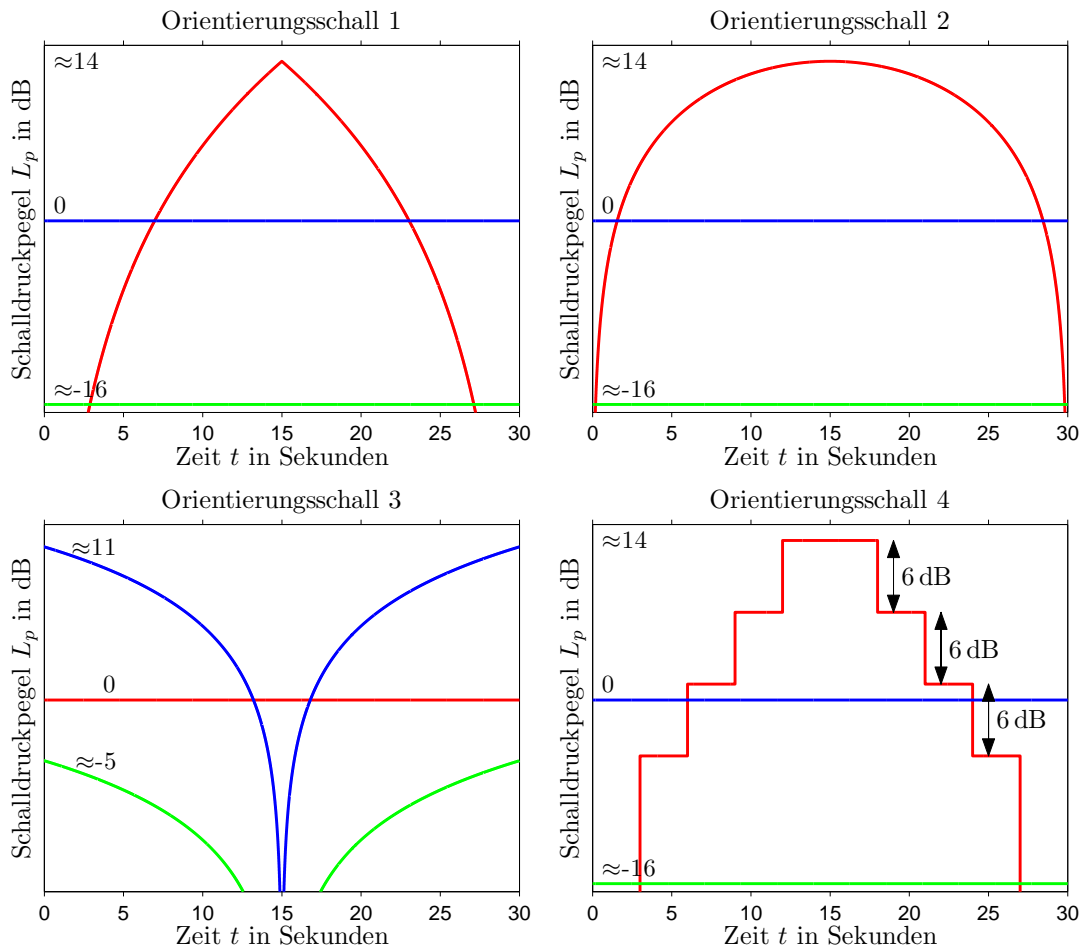 Orientierungsschall 1
Schalldruckpegel Lp in dB
≈14
0
≈-16
0 5 10 15 20 25 30
Zeit t in Sekunden
Orientierungsschall 2
Schalldruckpegel Lp in dB
≈14
0
≈-16
0 5 10 15 20 25 30
Zeit t in Sekunden
Orientierungsschall 3
Schalldruckpegel Lp in dB
≈11
0
≈-5
0 5 10 15 20 25 30
Zeit t in Sekunden
Orientierungsschall 4
Schalldruckpegel Lp in dB
≈14
6 dB
6 dB
0
6 dB
≈-16
0 5 10 15 20 25 30
Zeit t in Sekunden